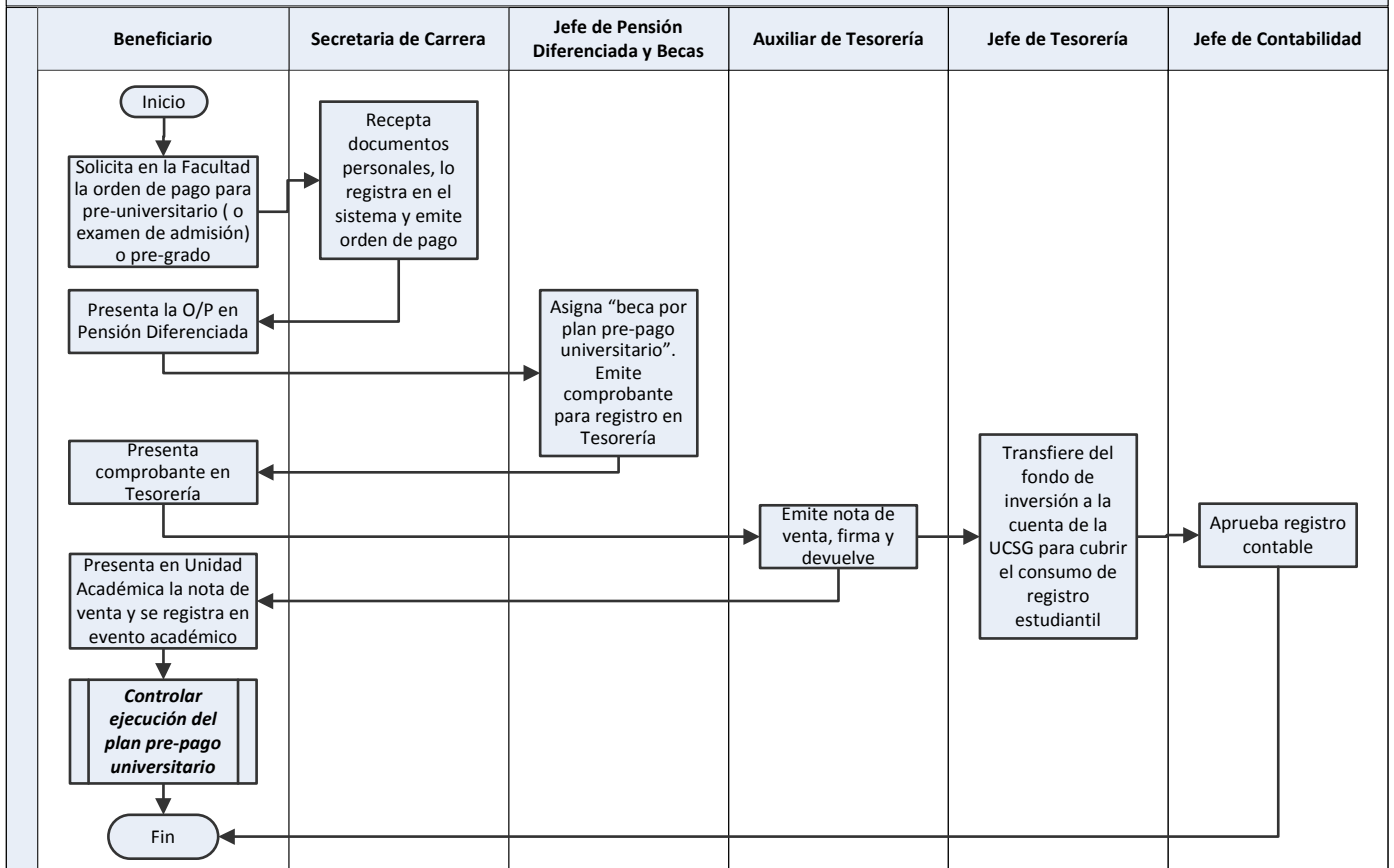 Beneficiario
Secretaria de Carrera
Jefe de Pensión
Diferenciada y Becas
Auxiliar de Tesorería
Jefe de Tesorería
Jefe de Contabilidad
Inicio
Solicita en la Facultad
la orden de pago para
pre-universitario ( o
examen de admisión)
o pre-grado
Recepta
documentos
personales, lo
registra en el
sistema y emite
orden de pago
Presenta la O/P en
Pensión Diferenciada
Asigna “beca por
plan pre-pago
universitario”.
Emite
comprobante
para registro en
Tesorería
Presenta
comprobante en
Tesorería
Emite nota de
venta, firma y
devuelve
Transfiere del
fondo de
inversión a la
cuenta de la
UCSG para cubrir
el consumo de
registro
estudiantil
Aprueba registro
contable
Presenta en Unidad
Académica la nota de
venta y se registra en
evento académico
Controlar
ejecución del
plan pre-pago
universitario
Fin